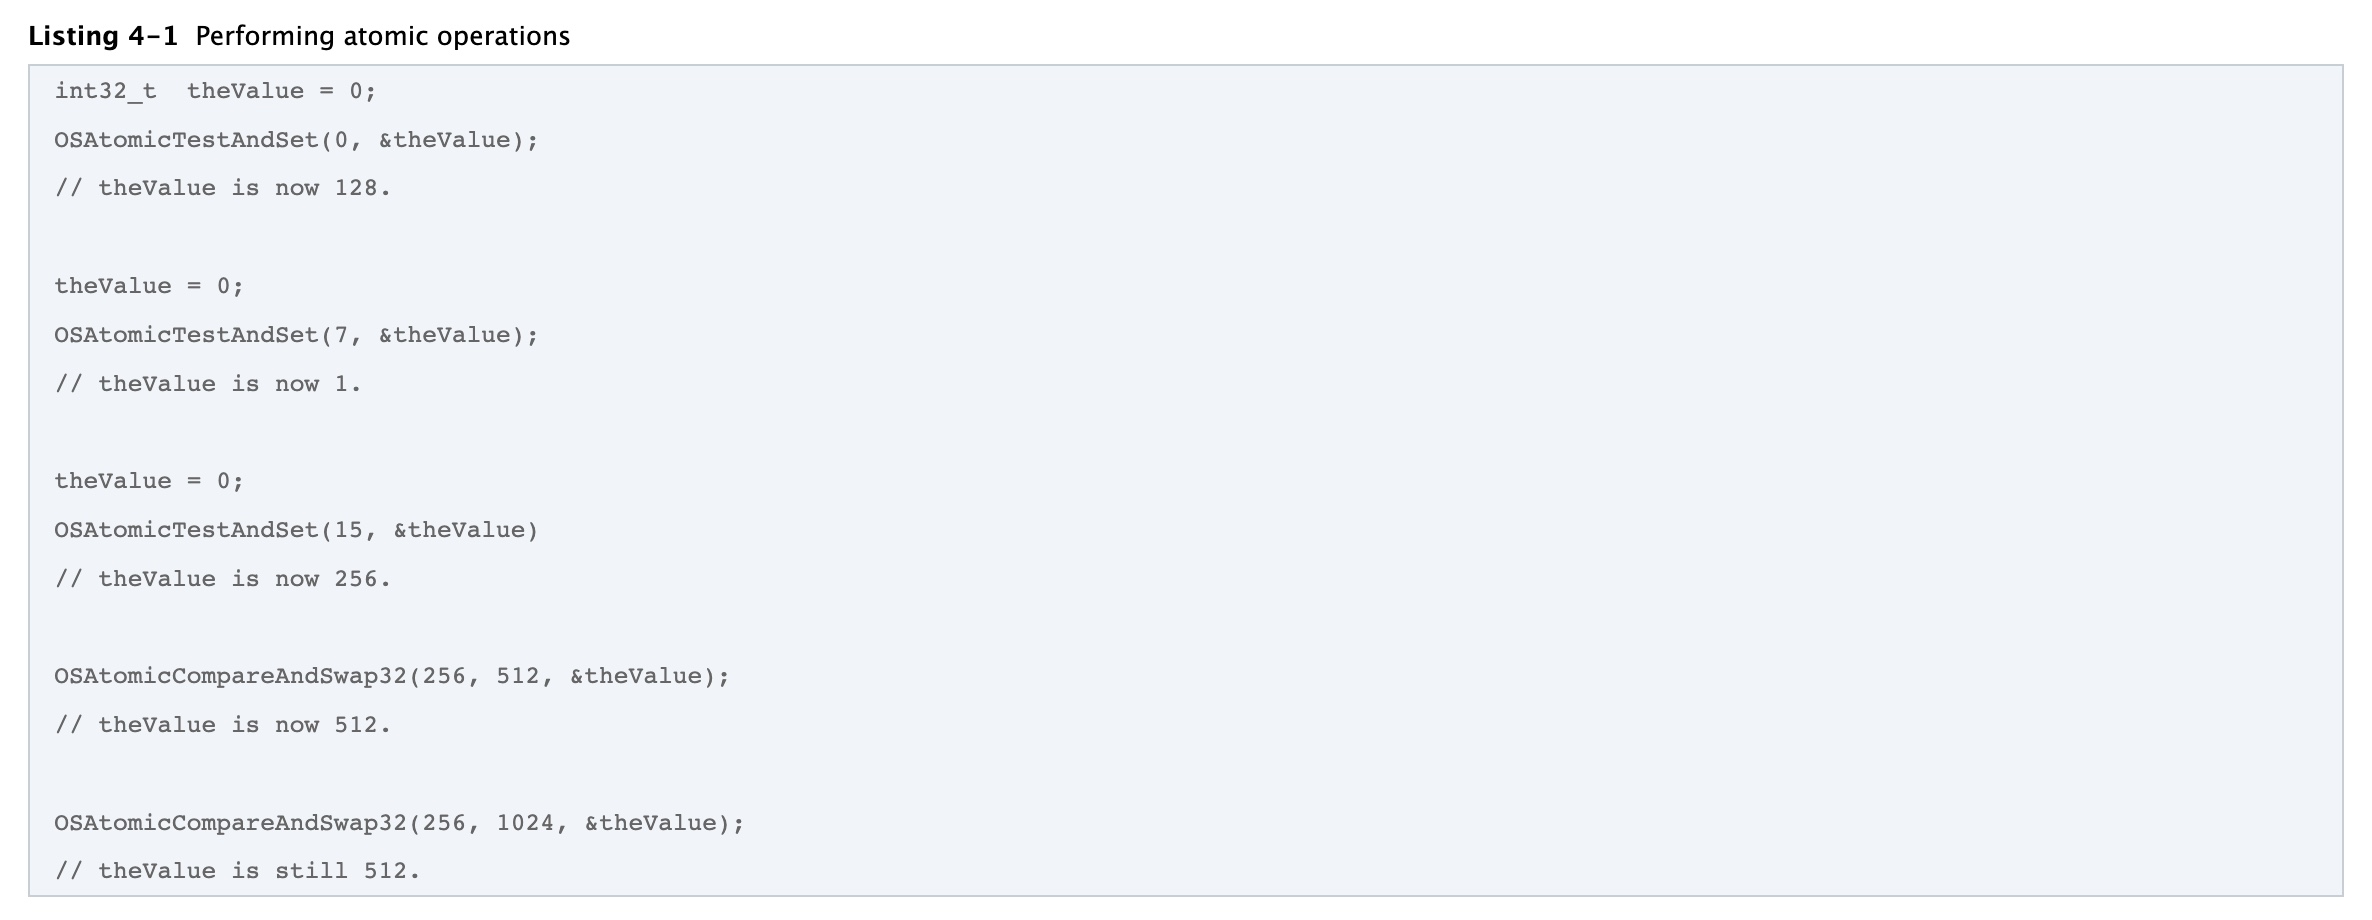 Listing 4-1 Performing atomic operations
int32_t  theValue = 0;
OSAtomicTestAndSet(0, &theValue);
// theValue is now 128.
theValue = 0;
OSAtomicTestAndSet(7, &theValue);
// theValue is now 1.
theValue = 0;
OSAtomicTestAndSet(15, &theValue)
// theValue is now 256.
OSAtomicCompareAndSwap32(256, 512, &theValue);
// theValue is now 512.
OSAtomicCompareAndSwap32(256, 1024, &theValue);
// theValue is still 512.